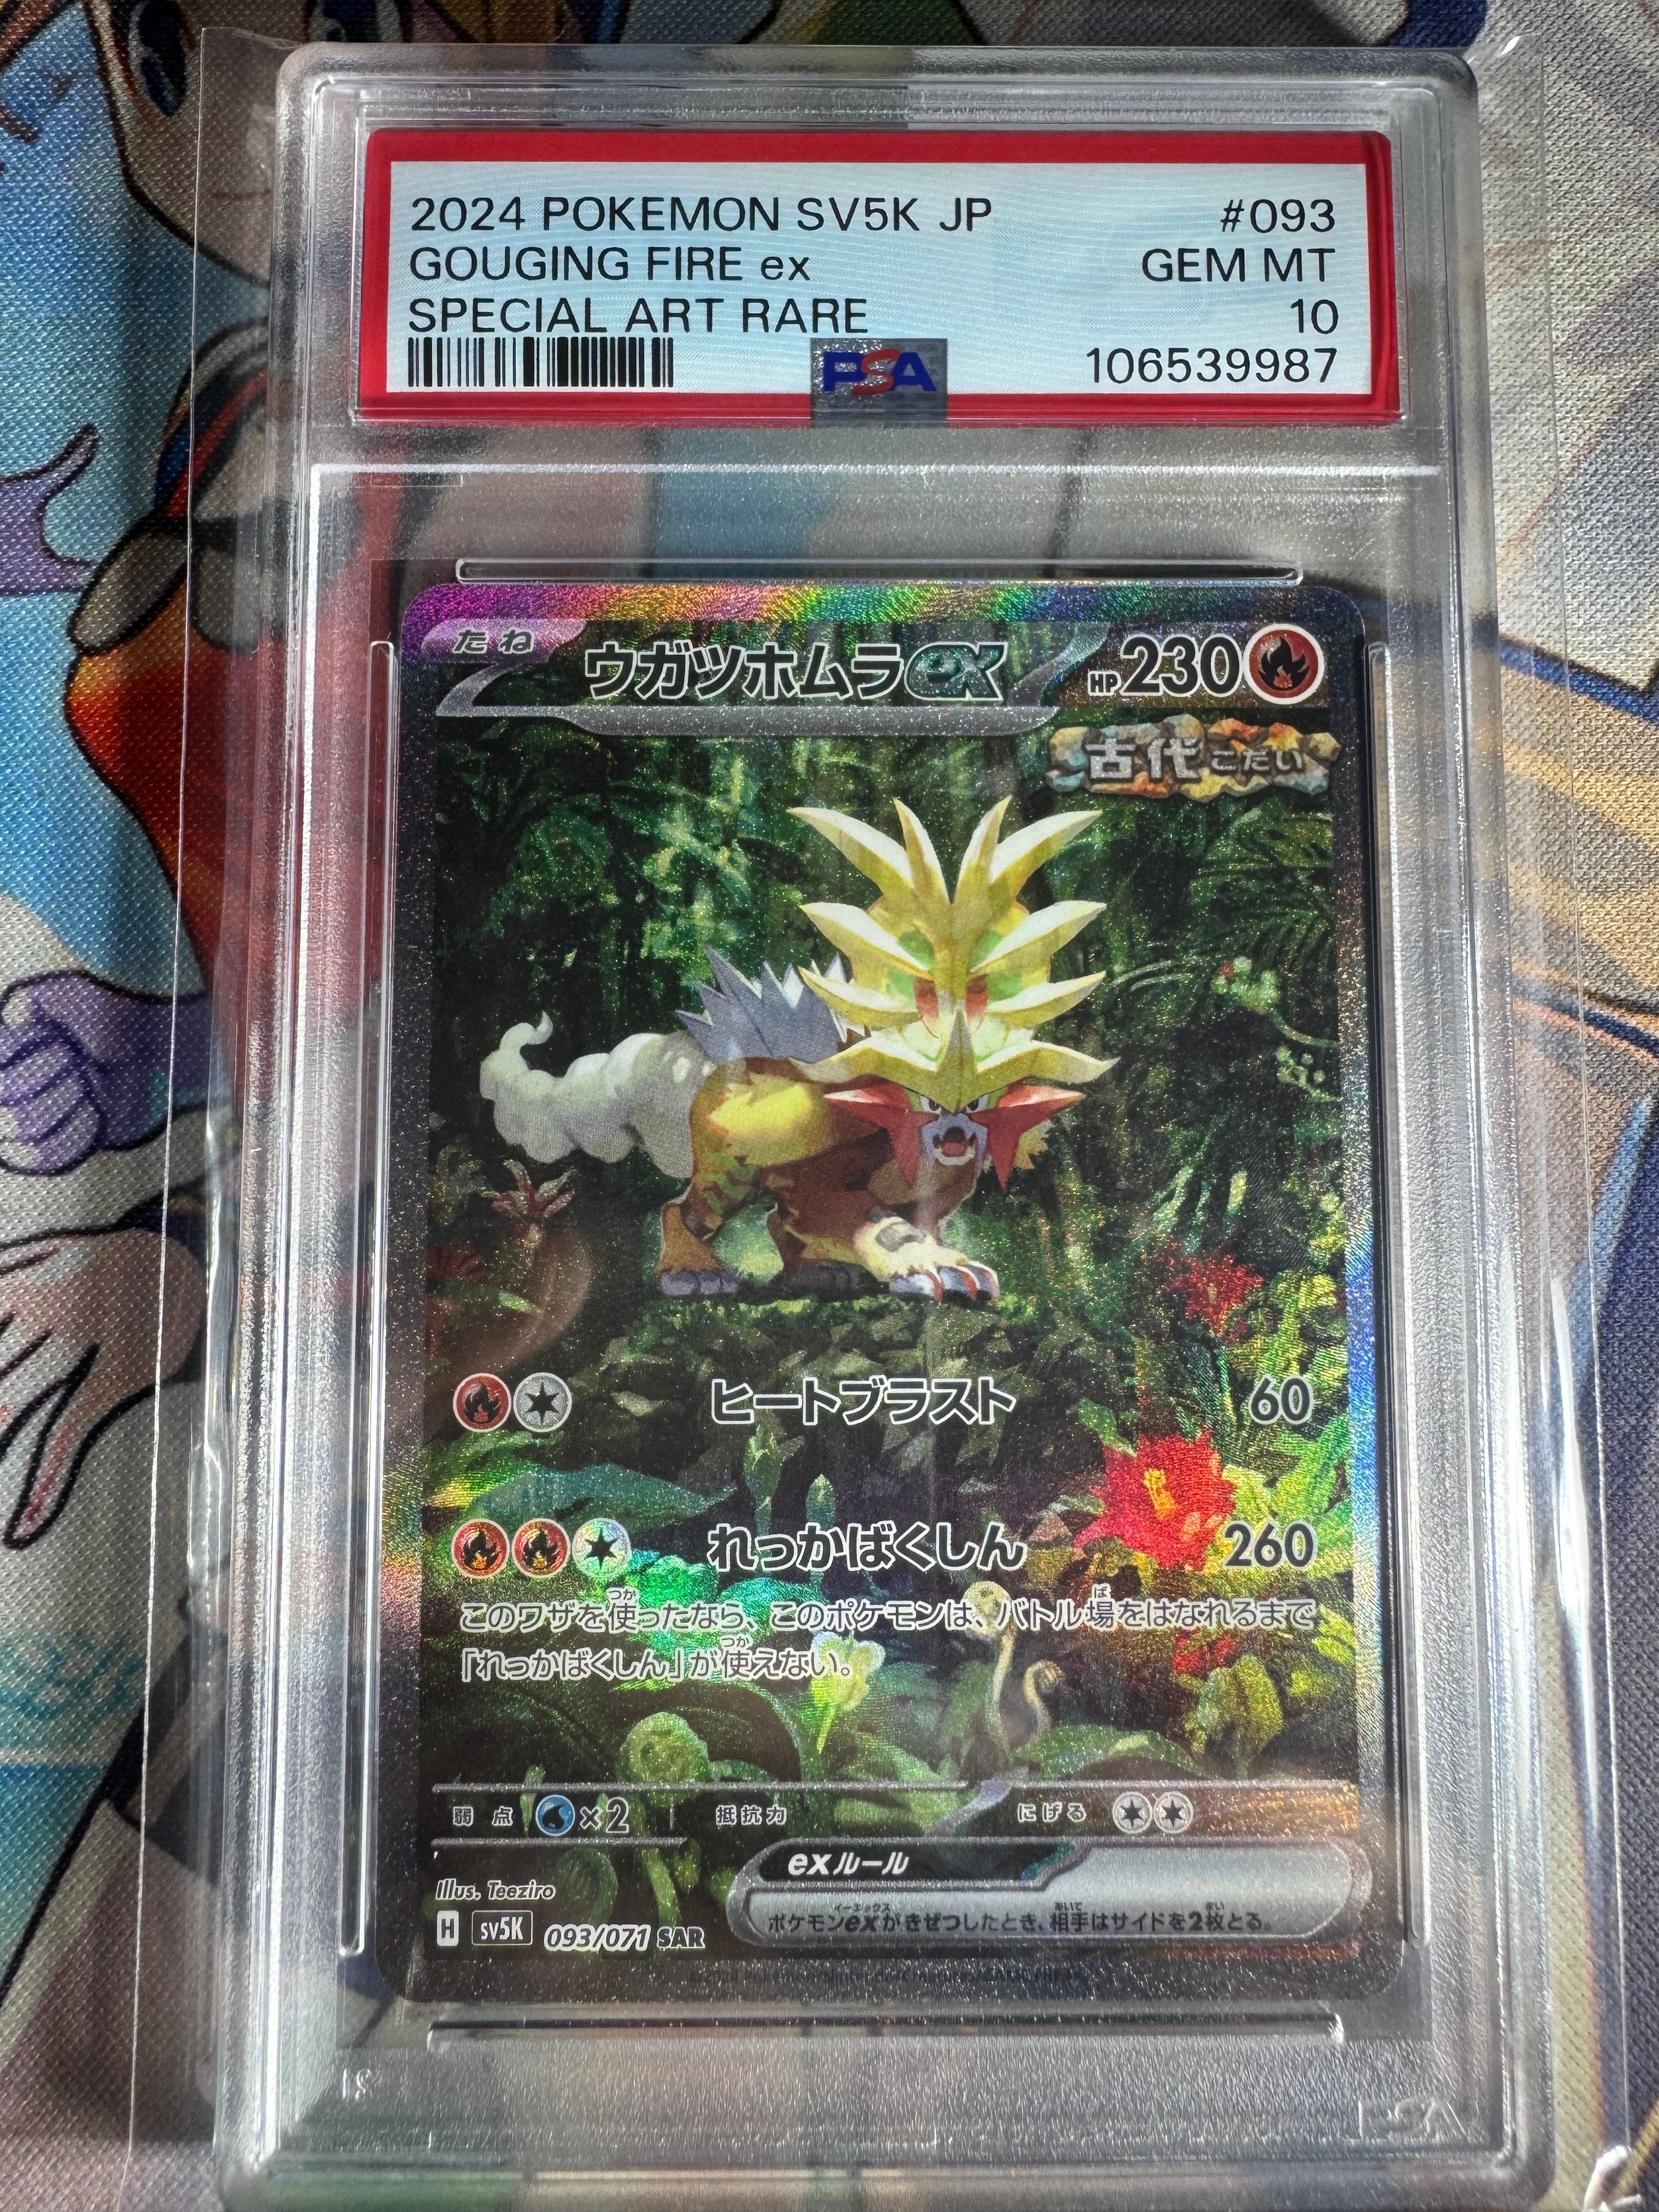 2024 POKEMON SV5K JP #093
GOUGING FIRE ex GEM MT
SPECIAL ART RARE 10
PSA 106539987
たね ウガツホムラex HP230
古代 こだい
ヒートブラスト 60
れっかばくしん 260
このワザを使ったなら、このポケモンは、バトル場をはなれるまで
「れっかばくしん」が使えない。
弱点 ×2 抵抗力 にげる
exルール
ポケモンexがきぜつしたとき、相手はサイドを2枚とる。
Illus. Teeziro
H sv5K 093/071 SAR
PSA